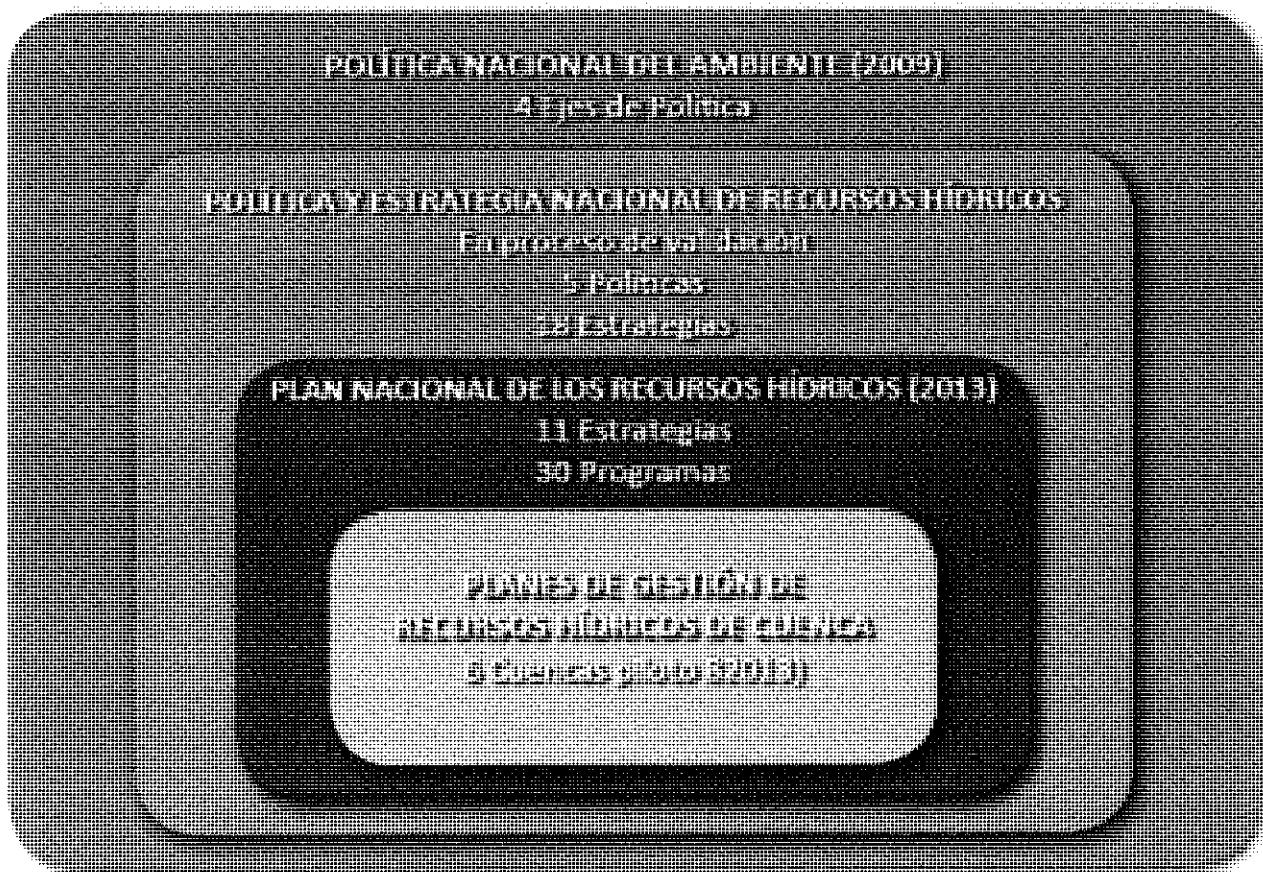 POLÍTICA NACIONAL DEL AMBIENTE (2009)
4 Ejes de Política
POLÍTICA Y ESTRATEGIA NACIONAL DE RECURSOS HÍDRICOS
En proceso de validación
5 Políticas
18 Estrategias
PLAN NACIONAL DE LOS RECURSOS HÍDRICOS (2013)
11 Estrategias
30 Programas
PLANES DE GESTIÓN DE
RECURSOS HÍDRICOS DE CUENCA
Cuencas piloto